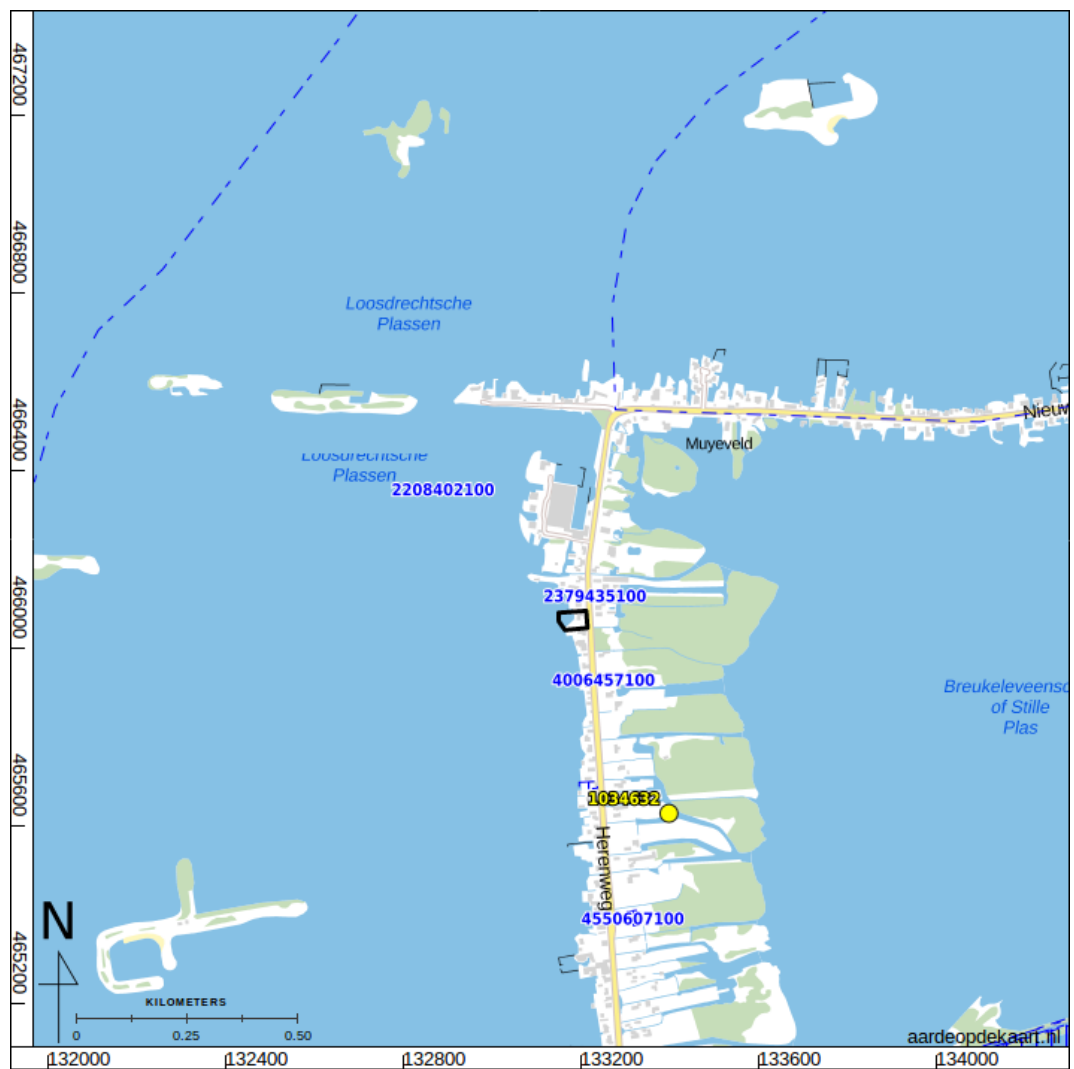 467200
466800
Loosdrechtsche
Plassen
466400
Nieuw
Muyeveld
Loosdrechtsche
Plassen
2208402100
466000
2379435100
4006457100
Breukeleveensc
of Stille
Plas
465600
1034632
Herenweg
4550607100
N
465200
KILOMETERS
0 0.25 0.50
aardeopdekaart.nl
132000 132400 132800 133200 133600 134000